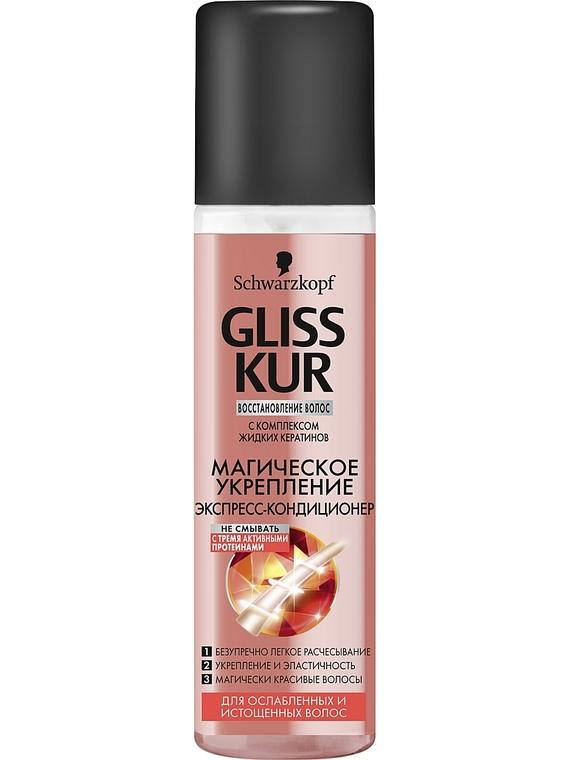 Schwarzkopf
GLISS
KUR
ВОССТАНОВЛЕНИЕ ВОЛОС
С КОМПЛЕКСОМ
ЖИДКИХ КЕРАТИНОВ
МАГИЧЕСКОЕ
УКРЕПЛЕНИЕ
ЭКСПРЕСС-КОНДИЦИОНЕР
НЕ СМЫВАТЬ
С ТРЕМЯ АКТИВНЫМИ
ПРОТЕИНАМИ
1 БЕЗУПРЕЧНО ЛЕГКОЕ РАСЧЕСЫВАНИЕ
2 УКРЕПЛЕНИЕ И ЭЛАСТИЧНОСТЬ
3 МАГИЧЕСКИ КРАСИВЫЕ ВОЛОСЫ
ДЛЯ ОСЛАБЛЕННЫХ И
ИСТОЩЕННЫХ ВОЛОС